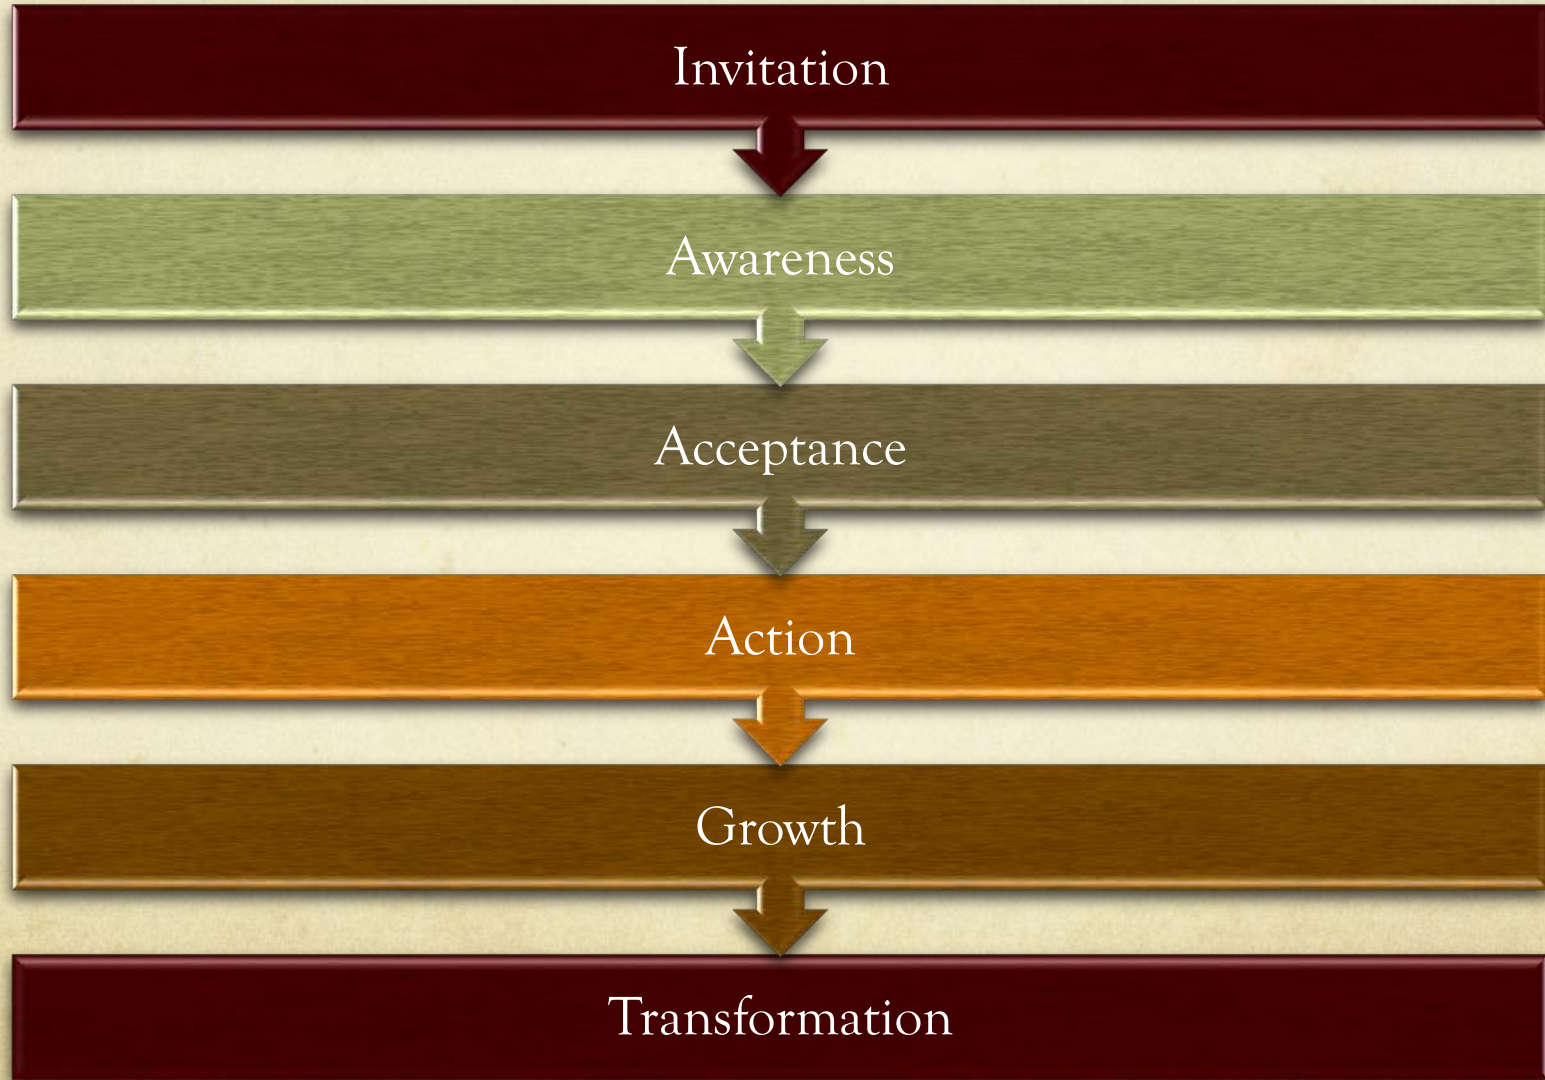 Invitation
Awareness
Acceptance
Action
Growth
Transformation